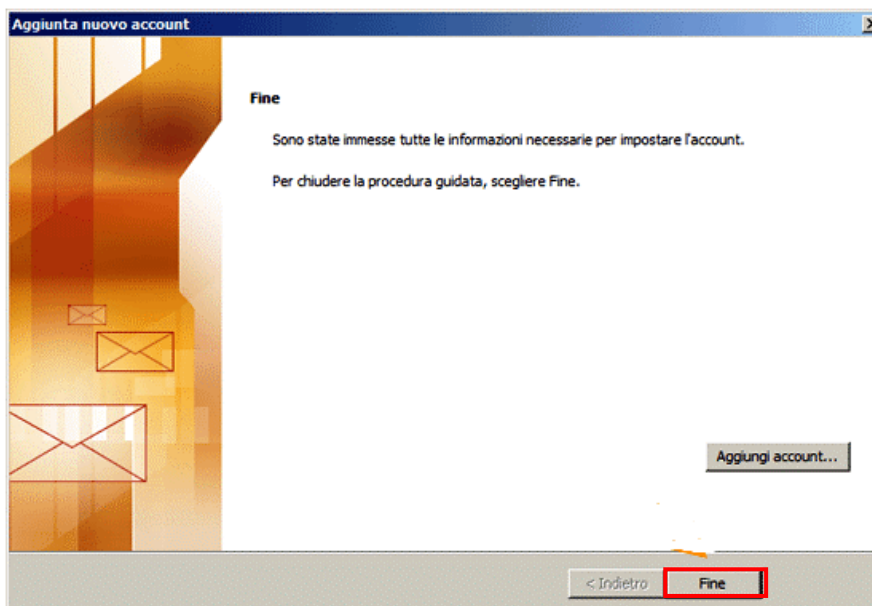 Aggiunta nuovo account
Fine
Sono state immesse tutte le informazioni necessarie per impostare l'account.
Per chiudere la procedura guidata, scegliere Fine.
Aggiungi account...
< Indietro
Fine